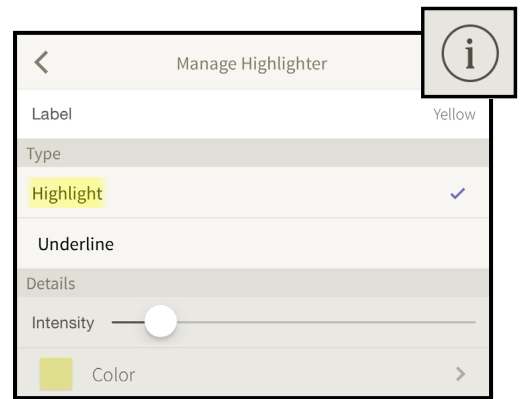 Manage Highlighter
i
Label Yellow
Type
Highlight
Underline
Details
Intensity
Color